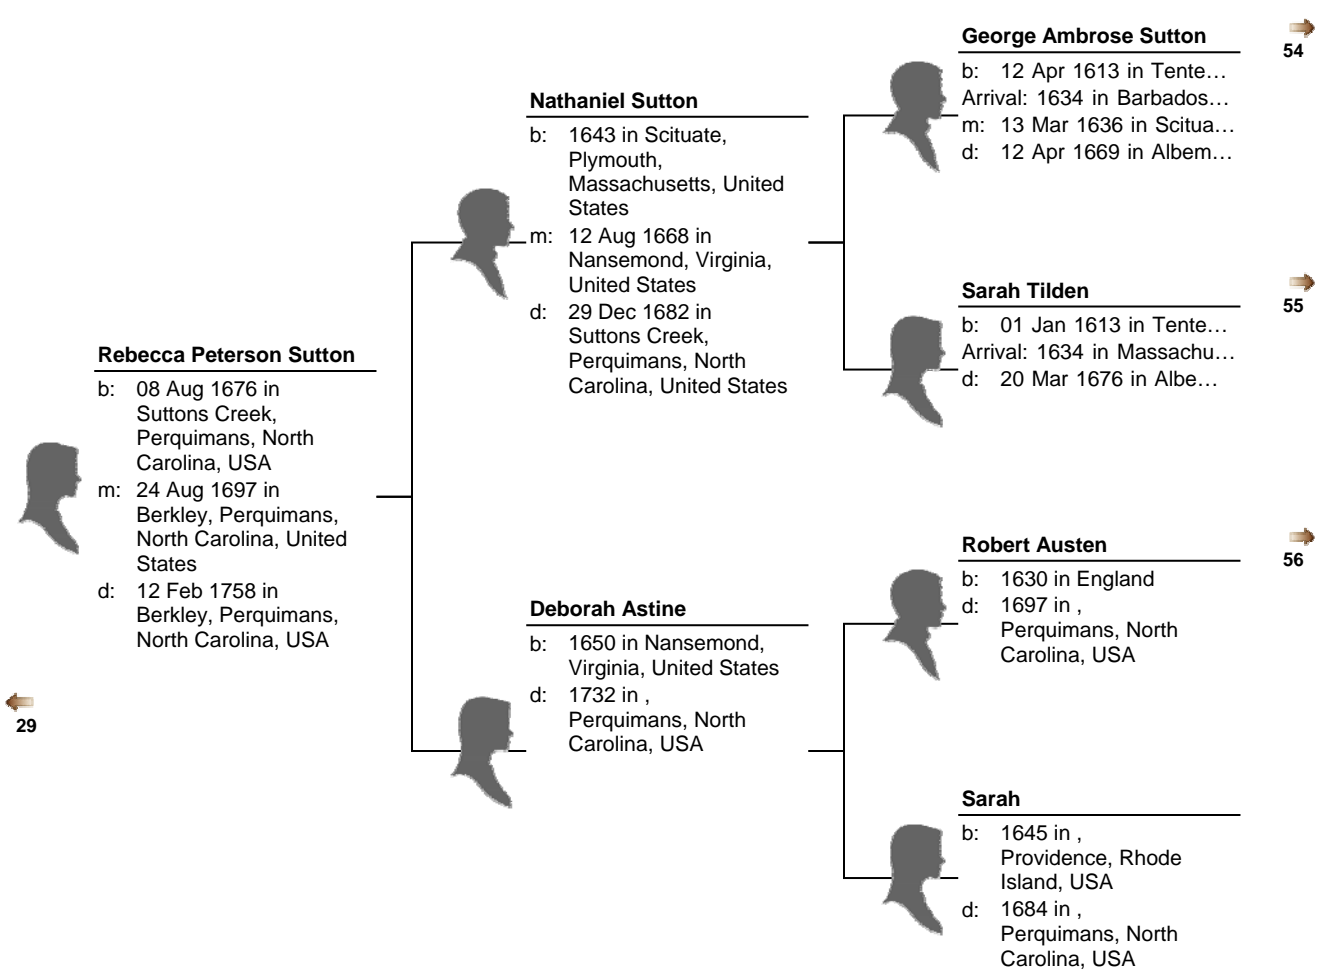 George Ambrose Sutton
b: 12 Apr 1613 in Tente…
Arrival: 1634 in Barbados…
m: 13 Mar 1636 in Scitua…
d: 12 Apr 1669 in Albem…
54
Nathaniel Sutton
b: 1643 in Scituate,
Plymouth,
Massachusetts, United
States
m: 12 Aug 1668 in
Nansemond, Virginia,
United States
d: 29 Dec 1682 in
Suttons Creek,
Perquimans, North
Carolina, United States
Sarah Tilden
b: 01 Jan 1613 in Tente…
Arrival: 1634 in Massachu…
d: 20 Mar 1676 in Albe…
55
Rebecca Peterson Sutton
b: 08 Aug 1676 in
Suttons Creek,
Perquimans, North
Carolina, USA
m: 24 Aug 1697 in
Berkley, Perquimans,
North Carolina, United
States
d: 12 Feb 1758 in
Berkley, Perquimans,
North Carolina, USA
Robert Austen
b: 1630 in England
d: 1697 in ,
Perquimans, North
Carolina, USA
56
Deborah Astine
b: 1650 in Nansemond,
Virginia, United States
d: 1732 in ,
Perquimans, North
Carolina, USA
29
Sarah
b: 1645 in ,
Providence, Rhode
Island, USA
d: 1684 in ,
Perquimans, North
Carolina, USA